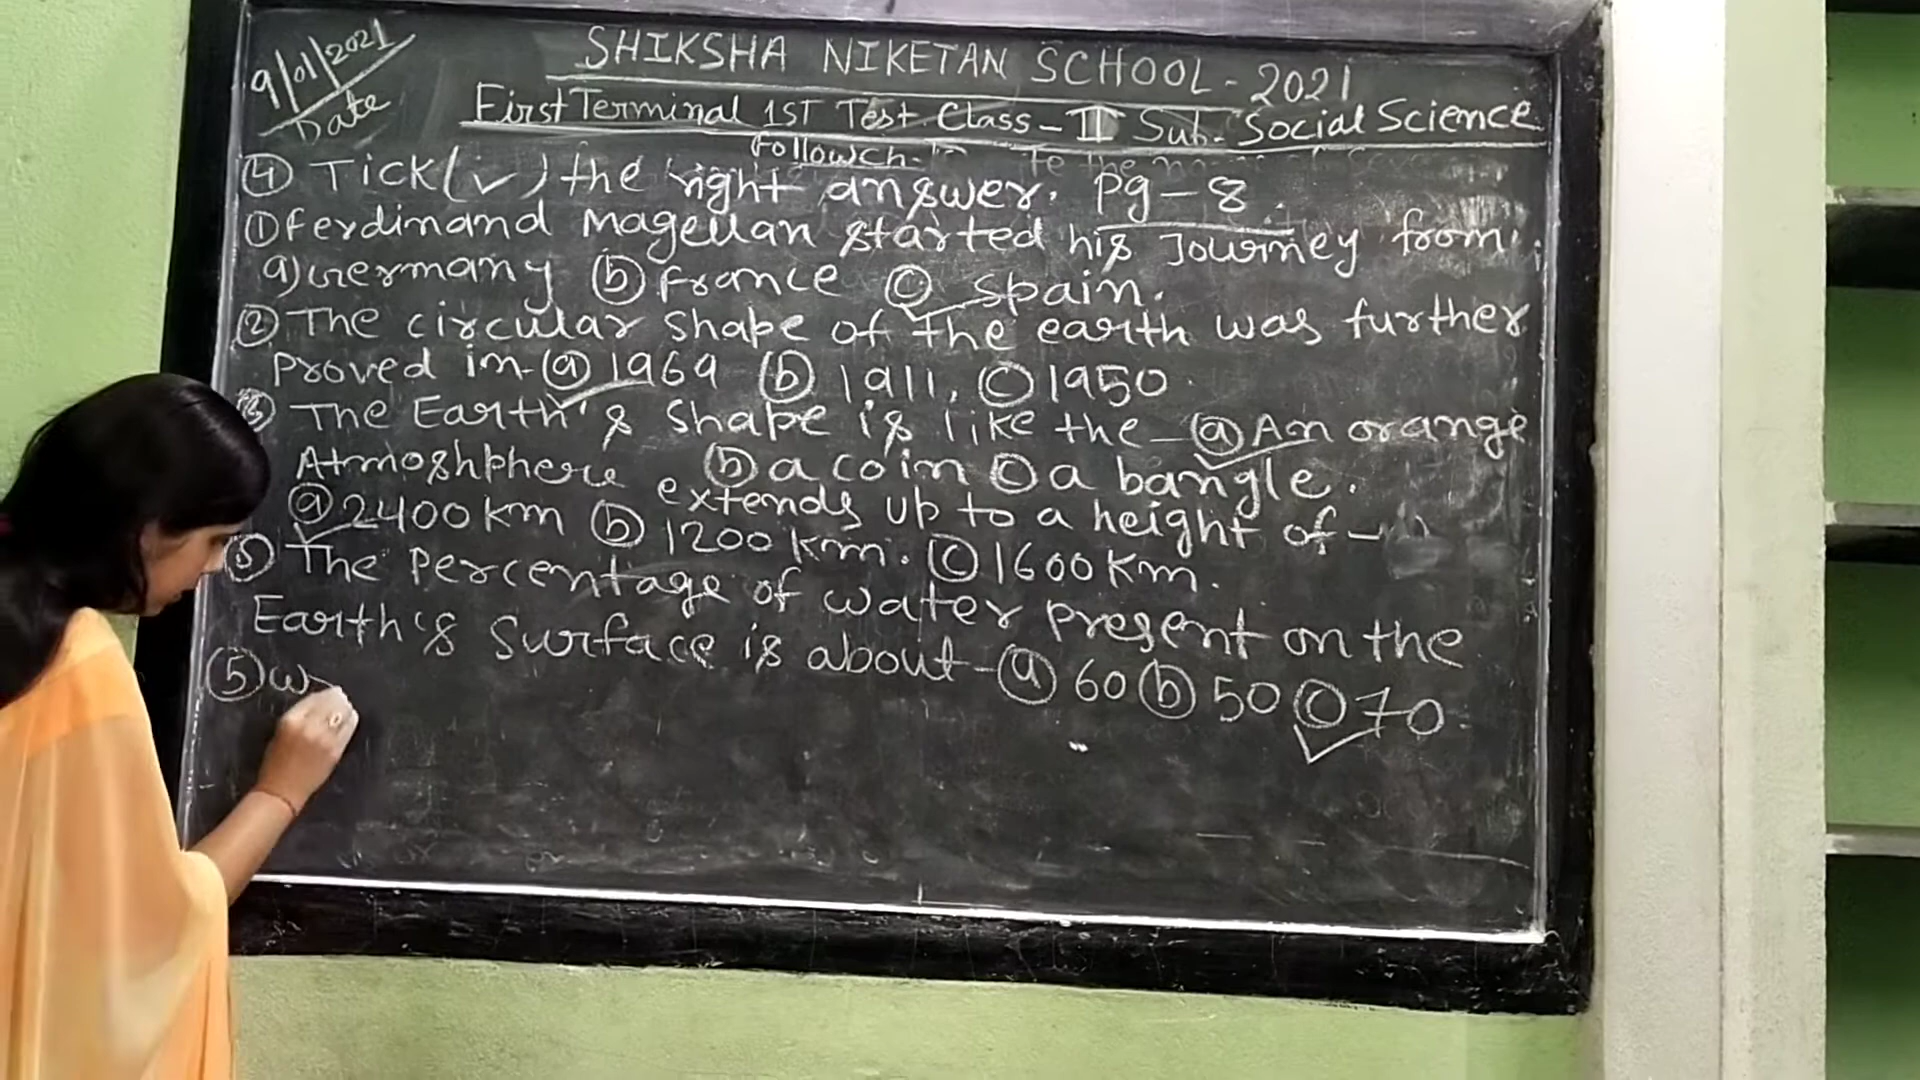 9/01/2021
Date
SHIKSHA NIKETAN SCHOOL - 2021
First Terminal 1ST Test Class - II Sub - Social Science
Follow ch -
④ Tick (✓) the right answer. Pg - 8
① Ferdinand Magellan started his Journey from
a) Germany ⓑ France ⓒ Spain.
② The circular shape of the earth was further
Proved in - ⓐ 1969 ⓑ 1911, ⓒ 1950
③ The Earth's shape is like the - ⓐ An orange
ⓑ a coin ⓒ a bangle.
Atmoshphere extends up to a height of -
ⓐ 2400 km ⓑ 1200 km. ⓒ 1600 Km.
⑤ The Percentage of water present on the
Earth's Surface is about - ⓐ 60 ⓑ 50 ⓒ 70
⑤ w